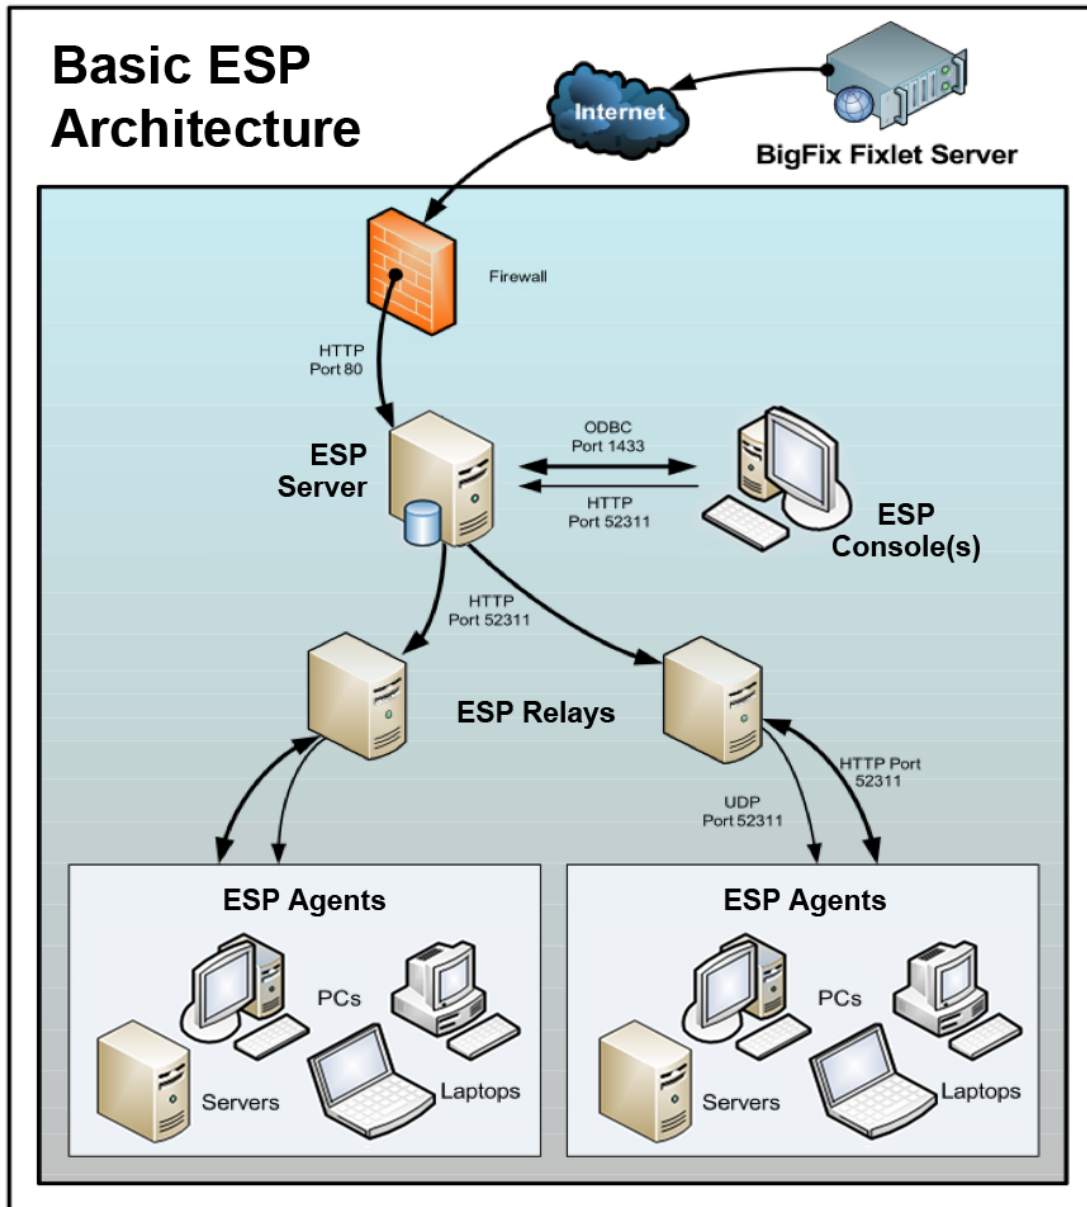 Basic ESP
Architecture
Internet
BigFix Fixlet Server
Firewall
HTTP
Port 80
ESP
Server
ODBC
Port 1433
HTTP
Port 52311
ESP
Console(s)
HTTP
Port 52311
ESP Relays
HTTP Port
52311
UDP
Port 52311
ESP Agents
PCs
Servers
Laptops
ESP Agents
PCs
Servers
Laptops